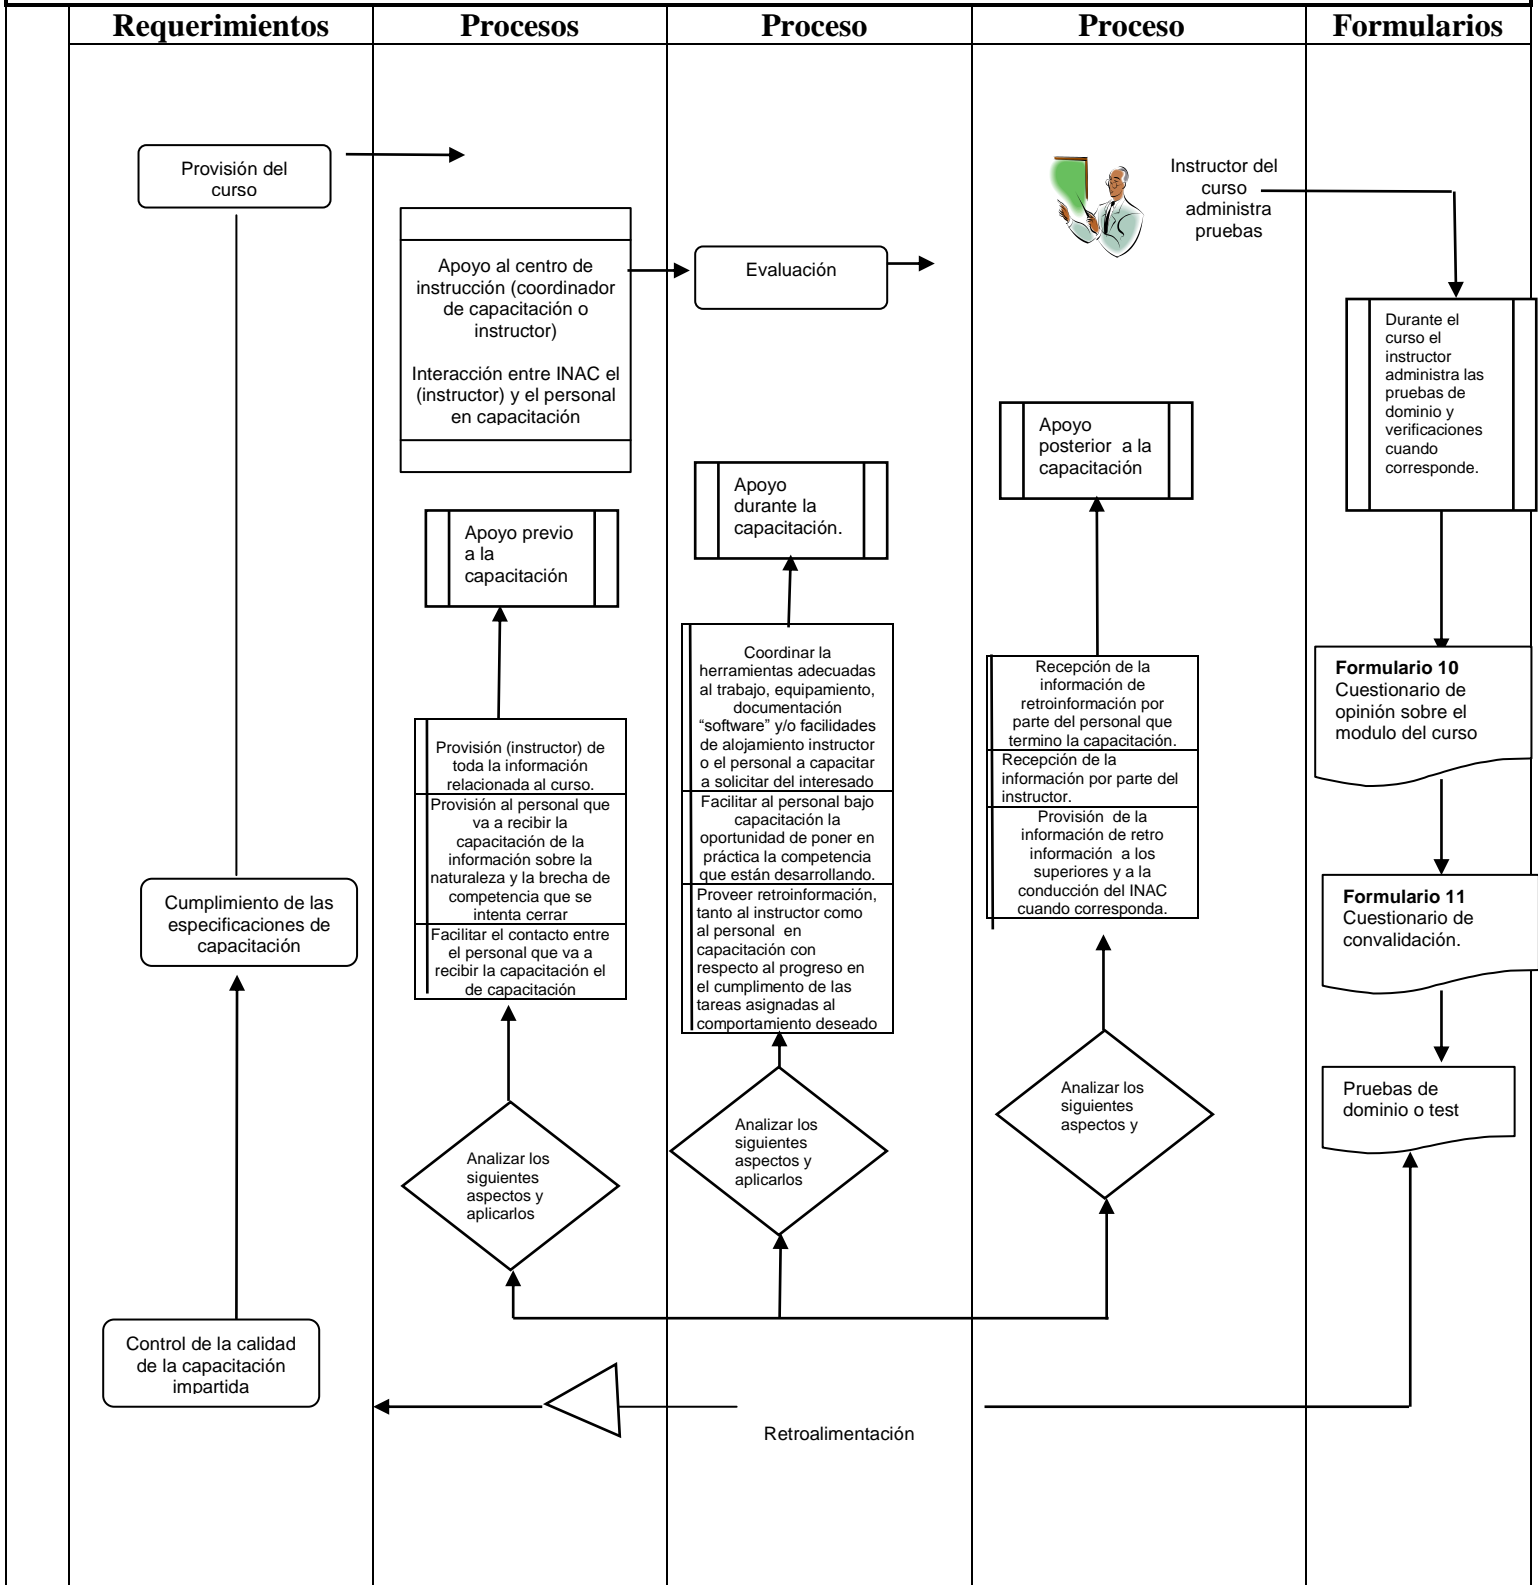 Requerimientos
Procesos
Proceso
Proceso
Formularios
Provisión del
curso
Cumplimiento de las
especificaciones de
capacitación
Control de la calidad
de la capacitación
impartida
Apoyo al centro de
instrucción (coordinador
de capacitación o
instructor)
Interacción entre INAC el
(instructor) y el personal
en capacitación
Apoyo previo
a la
capacitación
Provisión (instructor) de
toda la información
relacionada al curso.
Provisión al personal que
va a recibir la
capacitación de la
información sobre la
naturaleza y la brecha de
competencia que se
intenta cerrar
Facilitar el contacto entre
el personal que va a
recibir la capacitación el
de capacitación
Analizar los
siguientes
aspectos y
aplicarlos
Evaluación
Apoyo
durante la
capacitación.
Coordinar la
herramientas adecuadas
al trabajo, equipamiento,
documentación
“software” y/o facilidades
de alojamiento instructor
o el personal a capacitar
a solicitar del interesado
Facilitar al personal bajo
capacitación la
oportunidad de poner en
práctica la competencia
que están desarrollando.
Proveer retroinformación,
tanto al instructor como
al personal en
capacitación con
respecto al progreso en
el cumplimento de las
tareas asignadas al
comportamiento deseado
Analizar los
siguientes
aspectos y
aplicarlos
Instructor del
curso
administra
pruebas
Apoyo
posterior a la
capacitación
Recepción de la
información de
retroinformación por
parte del personal que
termino la capacitación.
Recepción de la
información por parte del
instructor.
Provisión de la
información de retro
información a los
superiores y a la
conducción del INAC
cuando corresponda.
Analizar los
siguientes
aspectos y
Durante el
curso el
instructor
administra las
pruebas de
dominio y
verificaciones
cuando
corresponde.
Formulario 10
Cuestionario de
opinión sobre el
modulo del curso
Formulario 11
Cuestionario de
convalidación.
Pruebas de
dominio o test
Retroalimentación